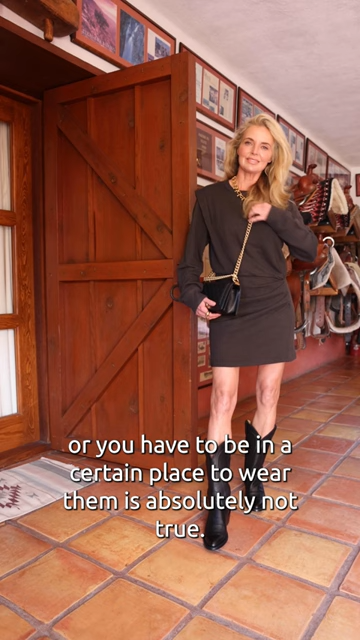 or you have to be in a
certain place to wear
them is absolutely not
true.